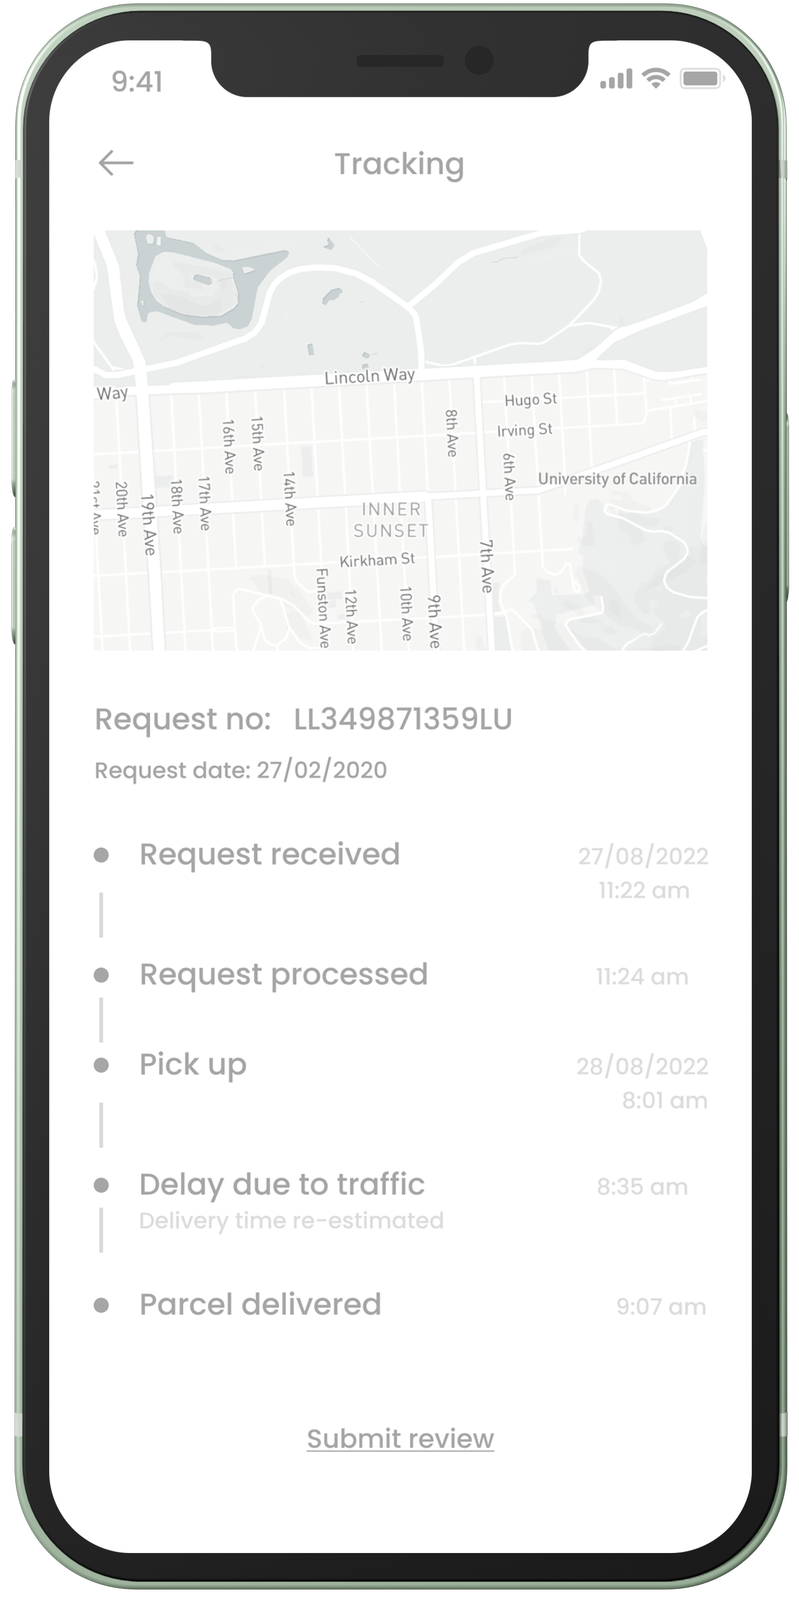 9:41
Tracking
Way
Lincoln Way
Hugo St
Irving St
8th Ave
15th Ave
16th Ave
6th Ave
University of California
14th Ave
17th Ave
18th Ave
19th Ave
20th Ave
21st Ave
INNER
SUNSET
Kirkham St
7th Ave
Funston Ave
12th Ave
10th Ave
9th Ave
Request no: LL349871359LU
Request date: 27/02/2020
Request received 27/08/2022
11:22 am
Request processed 11:24 am
Pick up 28/08/2022
8:01 am
Delay due to traffic 8:35 am
Delivery time re-estimated
Parcel delivered 9:07 am
Submit review